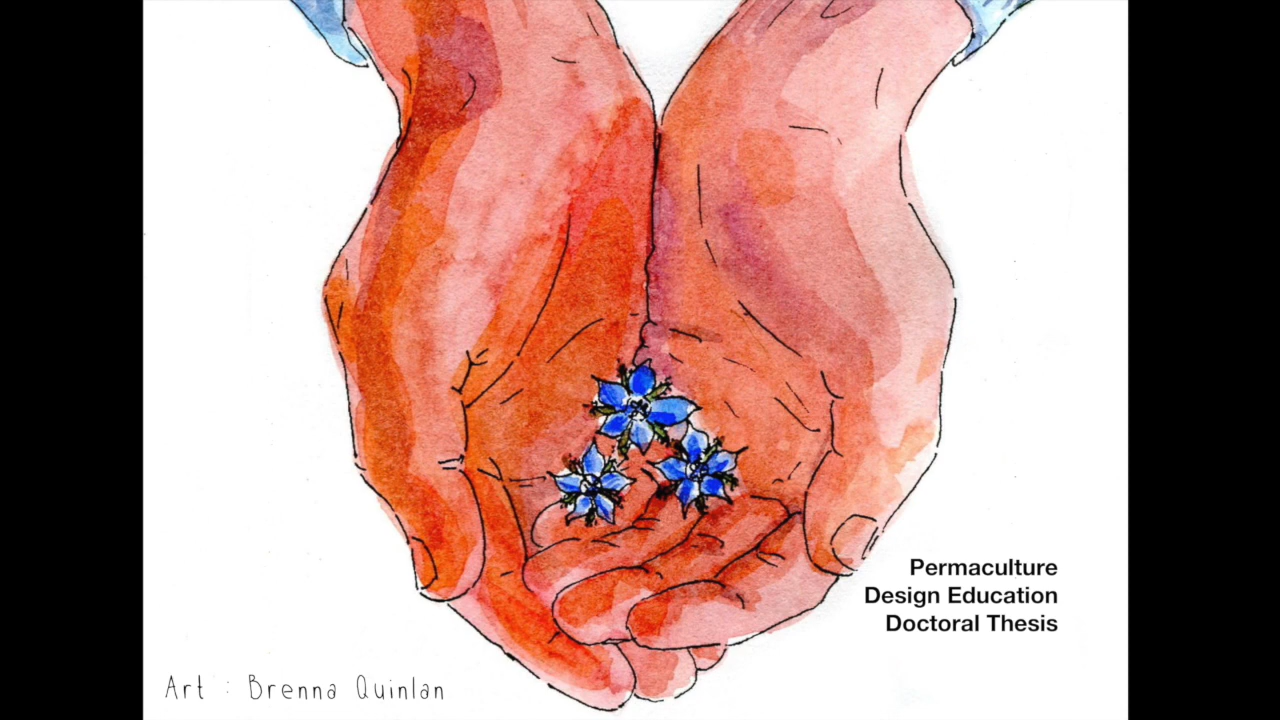 Permaculture
Design Education
Doctoral Thesis
Art : Brenna Quinlan